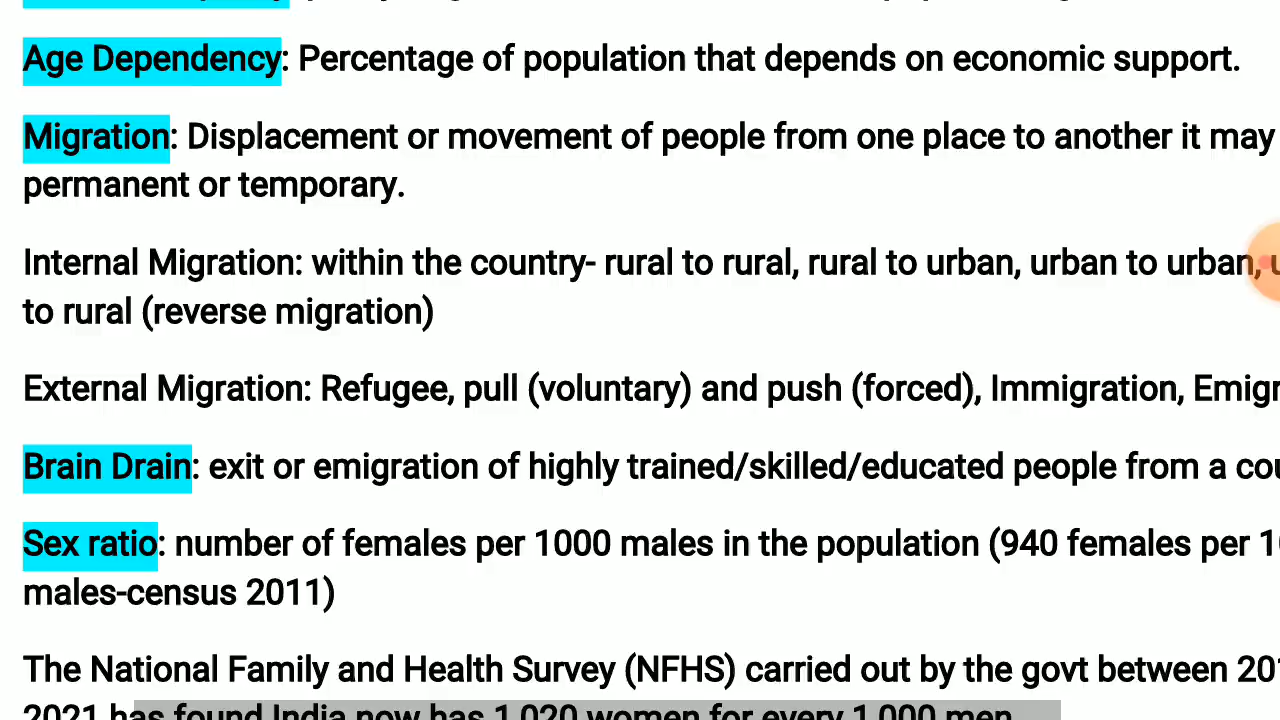 Age Dependency: Percentage of population that depends on economic support.
Migration: Displacement or movement of people from one place to another it may
permanent or temporary.
Internal Migration: within the country- rural to rural, rural to urban, urban to urban,
to rural (reverse migration)
External Migration: Refugee, pull (voluntary) and push (forced), Immigration, Emigr
Brain Drain: exit or emigration of highly trained/skilled/educated people from a cou
Sex ratio: number of females per 1000 males in the population (940 females per 10
males-census 2011)
The National Family and Health Survey (NFHS) carried out by the govt between 201
2021 has found India now has 1,020 women for every 1,000 men